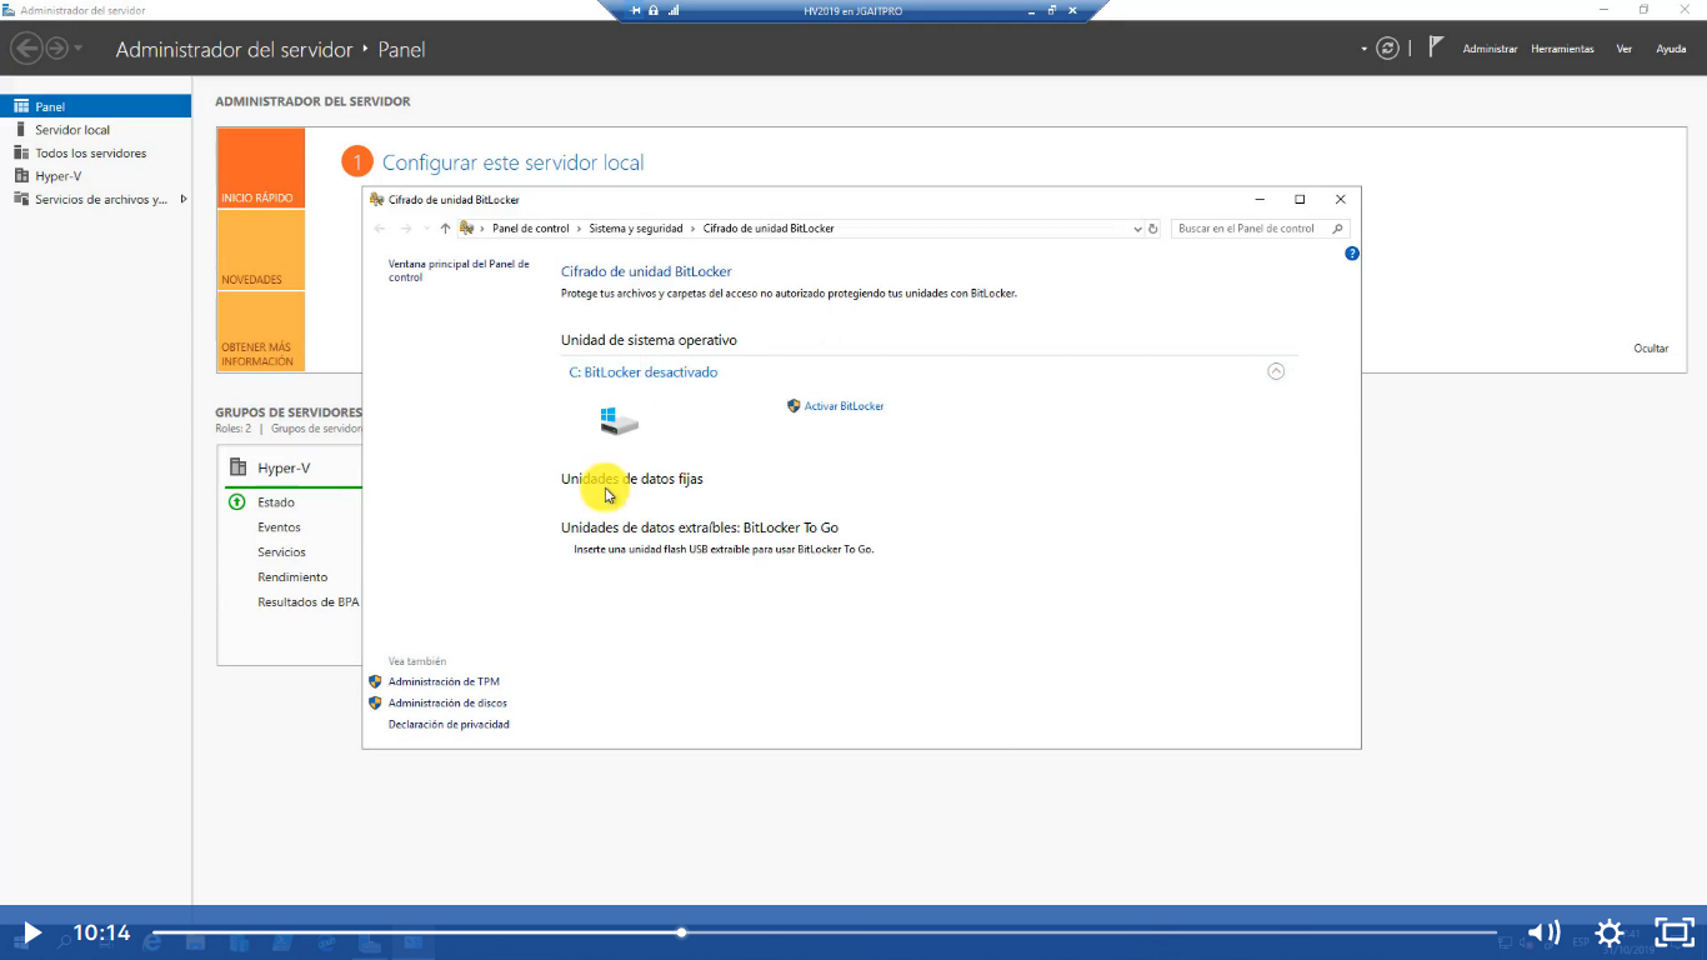 Administrador del servidor
HV2019 en JGAITPRO
Administrador del servidor ‣ Panel
Administrar
Herramientas
Ver
Ayuda
Panel
Servidor local
Todos los servidores
Hyper-V
Servicios de archivos y...
ADMINISTRADOR DEL SERVIDOR
INICIO RÁPIDO
NOVEDADES
OBTENER MÁS
INFORMACIÓN
1 Configurar este servidor local
Ocultar
GRUPOS DE SERVIDORES
Roles: 2 | Grupos de servidor
Hyper-V
Estado
Eventos
Servicios
Rendimiento
Resultados de BPA
Cifrado de unidad BitLocker
Panel de control > Sistema y seguridad > Cifrado de unidad BitLocker
Buscar en el Panel de control
Ventana principal del Panel de
control
Cifrado de unidad BitLocker
Protege tus archivos y carpetas del acceso no autorizado protegiendo tus unidades con BitLocker.
Unidad de sistema operativo
C: BitLocker desactivado
Activar BitLocker
Unidades de datos fijas
Unidades de datos extraíbles: BitLocker To Go
Inserte una unidad flash USB extraíble para usar BitLocker To Go.
Vea también
Administración de TPM
Administración de discos
Declaración de privacidad
10:14
ESP